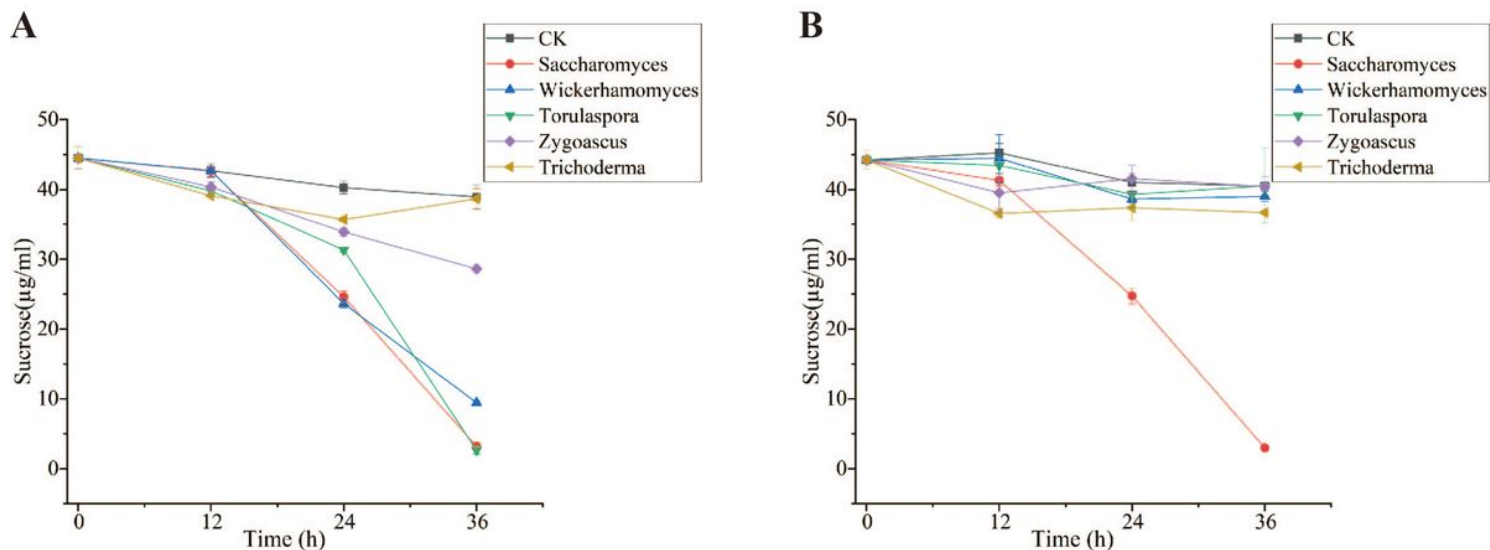 A
CK
Saccharomyces
Wickerhamomyces
Torulaspora
Zygoascus
Trichoderma
50
40
30
20
10
0
Sucrose(μg/ml)
0 12 24 36
Time (h)
B
CK
Saccharomyces
Wickerhamomyces
Torulaspora
Zygoascus
Trichoderma
50
40
30
20
10
0
Sucrose(μg/ml)
0 12 24 36
Time (h)